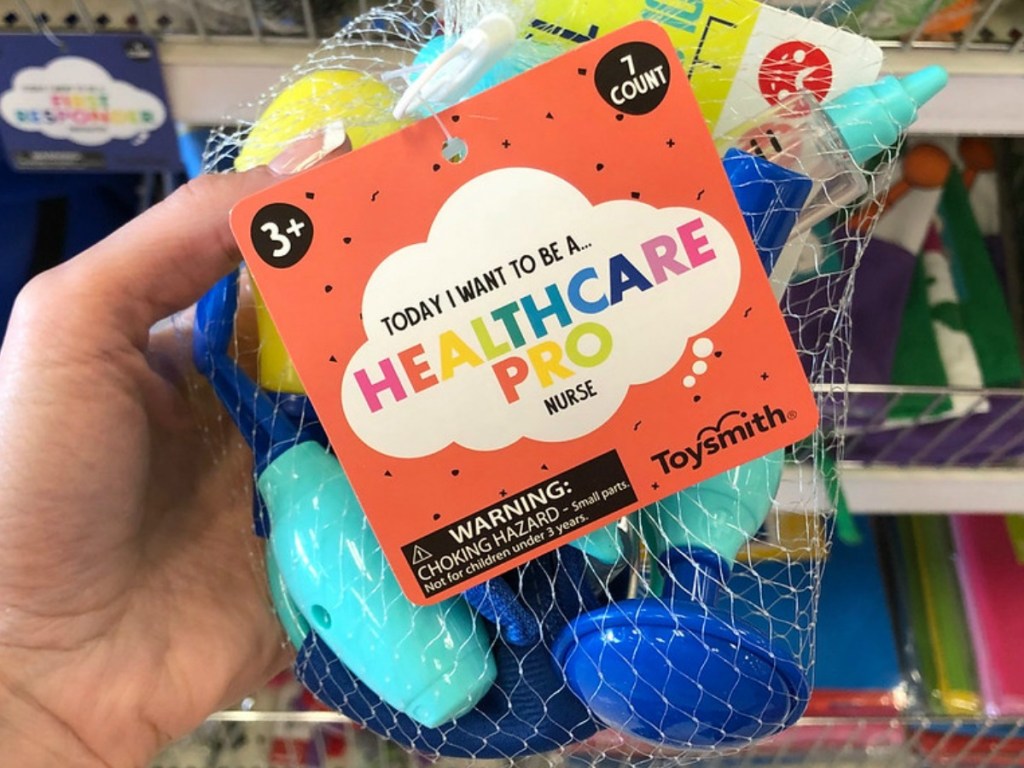 7
COUNT
3+
TODAY I WANT TO BE A...
HEALTHCARE
PRO
NURSE
Toysmith®
WARNING:
CHOKING HAZARD - Small parts.
Not for children under 3 years.
FIRST
RESPONDER